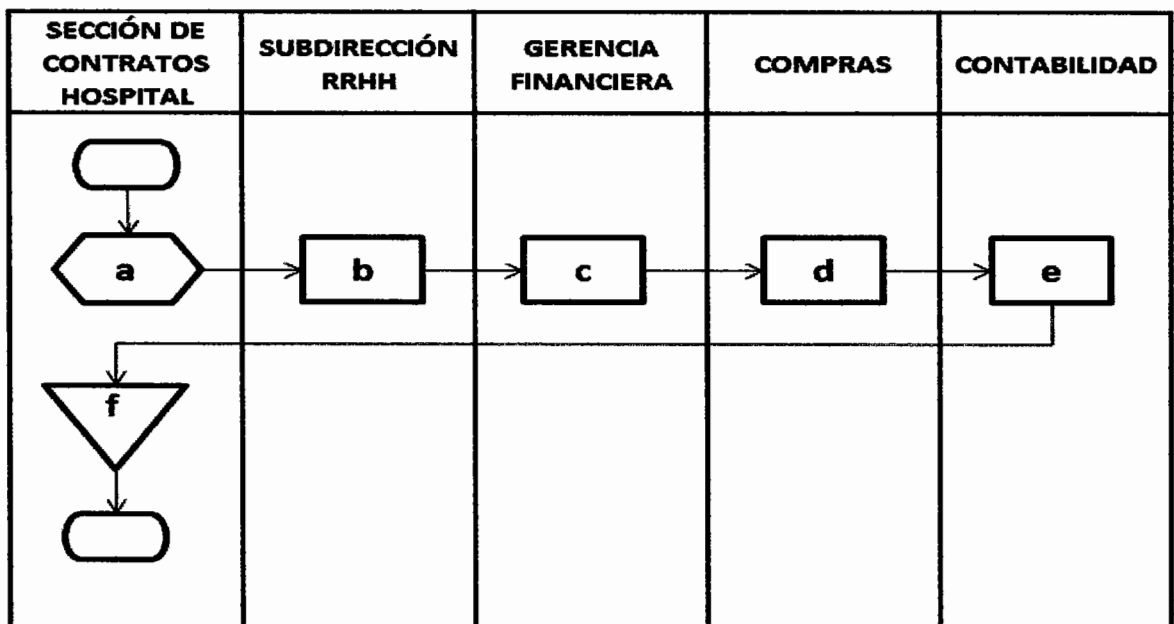 SECCIÓN DE
CONTRATOS
HOSPITAL
SUBDIRECCIÓN
RRHH
GERENCIA
FINANCIERA
COMPRAS
CONTABILIDAD
a
b
c
d
e
f